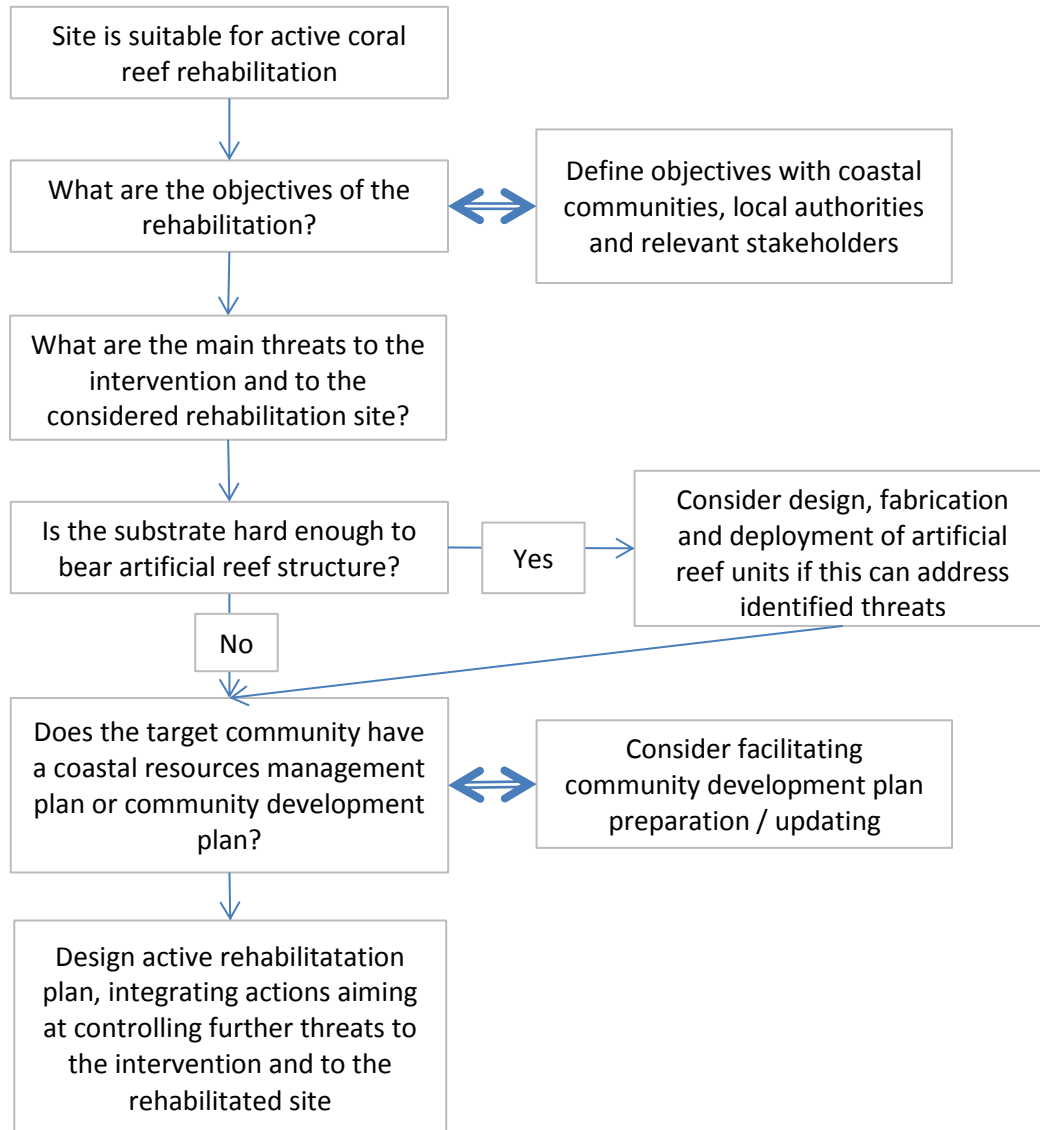 Site is suitable for active coral
reef rehabilitation
What are the objectives of the
rehabilitation?
Define objectives with coastal
communities, local authorities
and relevant stakeholders
What are the main threats to the
intervention and to the
considered rehabilitation site?
Is the substrate hard enough to
bear artificial reef structure?
Yes
Consider design, fabrication
and deployment of artificial
reef units if this can address
identified threats
No
Does the target community have
a coastal resources management
plan or community development
plan?
Consider facilitating
community development plan
preparation / updating
Design active rehabilitatation
plan, integrating actions aiming
at controlling further threats to
the intervention and to the
rehabilitated site